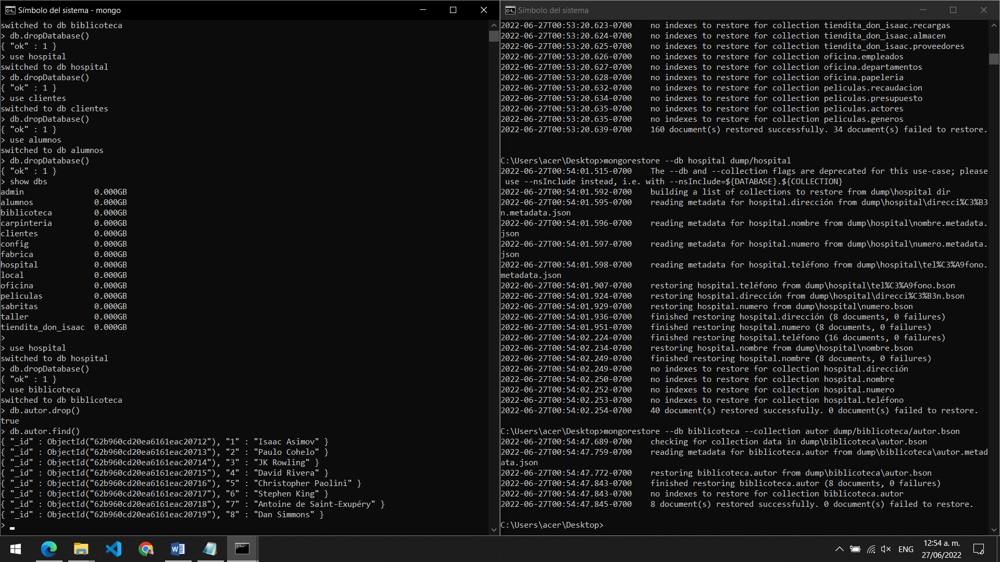 Símbolo del sistema - mongo
switched to db biblioteca
> db.dropDatabase()
{ "ok" : 1 }
> use hospital
switched to db hospital
> db.dropDatabase()
{ "ok" : 1 }
> use clientes
switched to db clientes
> db.dropDatabase()
{ "ok" : 1 }
> use alumnos
switched to db alumnos
> db.dropDatabase()
{ "ok" : 1 }
> show dbs
admin 0.000GB
alumnos 0.000GB
biblioteca 0.000GB
carpinteria 0.000GB
clientes 0.000GB
config 0.000GB
fabrica 0.000GB
hospital 0.000GB
local 0.000GB
oficina 0.000GB
peliculas 0.000GB
sabritas 0.000GB
taller 0.000GB
tiendita_don_isaac 0.000GB
>
> use hospital
switched to db hospital
> db.dropDatabase()
{ "ok" : 1 }
> use biblioteca
switched to db biblioteca
> db.autor.drop()
true
> db.autor.find()
{ "_id" : ObjectId("62b960cd20ea6161eac20712"), "1" : "Isaac Asimov" }
{ "_id" : ObjectId("62b960cd20ea6161eac20713"), "2" : "Paulo Cohelo" }
{ "_id" : ObjectId("62b960cd20ea6161eac20714"), "3" : "JK Rowling" }
{ "_id" : ObjectId("62b960cd20ea6161eac20715"), "4" : "David Rivera" }
{ "_id" : ObjectId("62b960cd20ea6161eac20716"), "5" : "Christopher Paolini" }
{ "_id" : ObjectId("62b960cd20ea6161eac20717"), "6" : "Stephen King" }
{ "_id" : ObjectId("62b960cd20ea6161eac20718"), "7" : "Antoine de Saint-Exupéry" }
{ "_id" : ObjectId("62b960cd20ea6161eac20719"), "8" : "Dan Simmons" }
>
Símbolo del sistema
2022-06-27T00:53:20.623-0700 no indexes to restore for collection tiendita_don_isaac.recargas
2022-06-27T00:53:20.624-0700 no indexes to restore for collection tiendita_don_isaac.almacen
2022-06-27T00:53:20.625-0700 no indexes to restore for collection tiendita_don_isaac.proveedores
2022-06-27T00:53:20.626-0700 no indexes to restore for collection oficina.empleados
2022-06-27T00:53:20.627-0700 no indexes to restore for collection oficina.departamentos
2022-06-27T00:53:20.628-0700 no indexes to restore for collection oficina.papeleria
2022-06-27T00:53:20.632-0700 no indexes to restore for collection peliculas.recaudacion
2022-06-27T00:53:20.634-0700 no indexes to restore for collection peliculas.presupuesto
2022-06-27T00:53:20.635-0700 no indexes to restore for collection peliculas.actores
2022-06-27T00:53:20.635-0700 no indexes to restore for collection peliculas.generos
2022-06-27T00:53:20.639-0700 160 document(s) restored successfully. 34 document(s) failed to restore.
C:\Users\acer\Desktop>mongorestore --db hospital dump/hospital
2022-06-27T00:54:01.515-0700 The --db and --collection flags are deprecated for this use-case; please
use --nsInclude instead, i.e. with --nsInclude=${DATABASE}.${COLLECTION}
2022-06-27T00:54:01.592-0700 building a list of collections to restore from dump\hospital dir
2022-06-27T00:54:01.595-0700 reading metadata for hospital.dirección from dump\hospital\direcci%C3%B3
n.metadata.json
2022-06-27T00:54:01.596-0700 reading metadata for hospital.nombre from dump\hospital\nombre.metadata.
json
2022-06-27T00:54:01.597-0700 reading metadata for hospital.numero from dump\hospital\numero.metadata.
json
2022-06-27T00:54:01.598-0700 reading metadata for hospital.teléfono from dump\hospital\tel%C3%A9fono.
metadata.json
2022-06-27T00:54:01.907-0700 restoring hospital.teléfono from dump\hospital\tel%C3%A9fono.bson
2022-06-27T00:54:01.924-0700 restoring hospital.dirección from dump\hospital\direcci%C3%B3n.bson
2022-06-27T00:54:01.929-0700 restoring hospital.numero from dump\hospital\numero.bson
2022-06-27T00:54:01.936-0700 finished restoring hospital.dirección (8 documents, 0 failures)
2022-06-27T00:54:01.951-0700 finished restoring hospital.numero (8 documents, 0 failures)
2022-06-27T00:54:02.224-0700 finished restoring hospital.teléfono (16 documents, 0 failures)
2022-06-27T00:54:02.234-0700 restoring hospital.nombre from dump\hospital\nombre.bson
2022-06-27T00:54:02.249-0700 finished restoring hospital.nombre (8 documents, 0 failures)
2022-06-27T00:54:02.249-0700 no indexes to restore for collection hospital.dirección
2022-06-27T00:54:02.250-0700 no indexes to restore for collection hospital.nombre
2022-06-27T00:54:02.252-0700 no indexes to restore for collection hospital.numero
2022-06-27T00:54:02.253-0700 no indexes to restore for collection hospital.teléfono
2022-06-27T00:54:02.254-0700 40 document(s) restored successfully. 0 document(s) failed to restore.
C:\Users\acer\Desktop>mongorestore --db biblioteca --collection autor dump/biblioteca/autor.bson
2022-06-27T00:54:47.689-0700 checking for collection data in dump\biblioteca\autor.bson
2022-06-27T00:54:47.759-0700 reading metadata for biblioteca.autor from dump\biblioteca\autor.metad
ata.json
2022-06-27T00:54:47.772-0700 restoring biblioteca.autor from dump\biblioteca\autor.bson
2022-06-27T00:54:47.843-0700 finished restoring biblioteca.autor (8 documents, 0 failures)
2022-06-27T00:54:47.843-0700 no indexes to restore for collection biblioteca.autor
2022-06-27T00:54:47.845-0700 8 document(s) restored successfully. 0 document(s) failed to restore.
C:\Users\acer\Desktop>
ENG
12:54 a. m.
27/06/2022